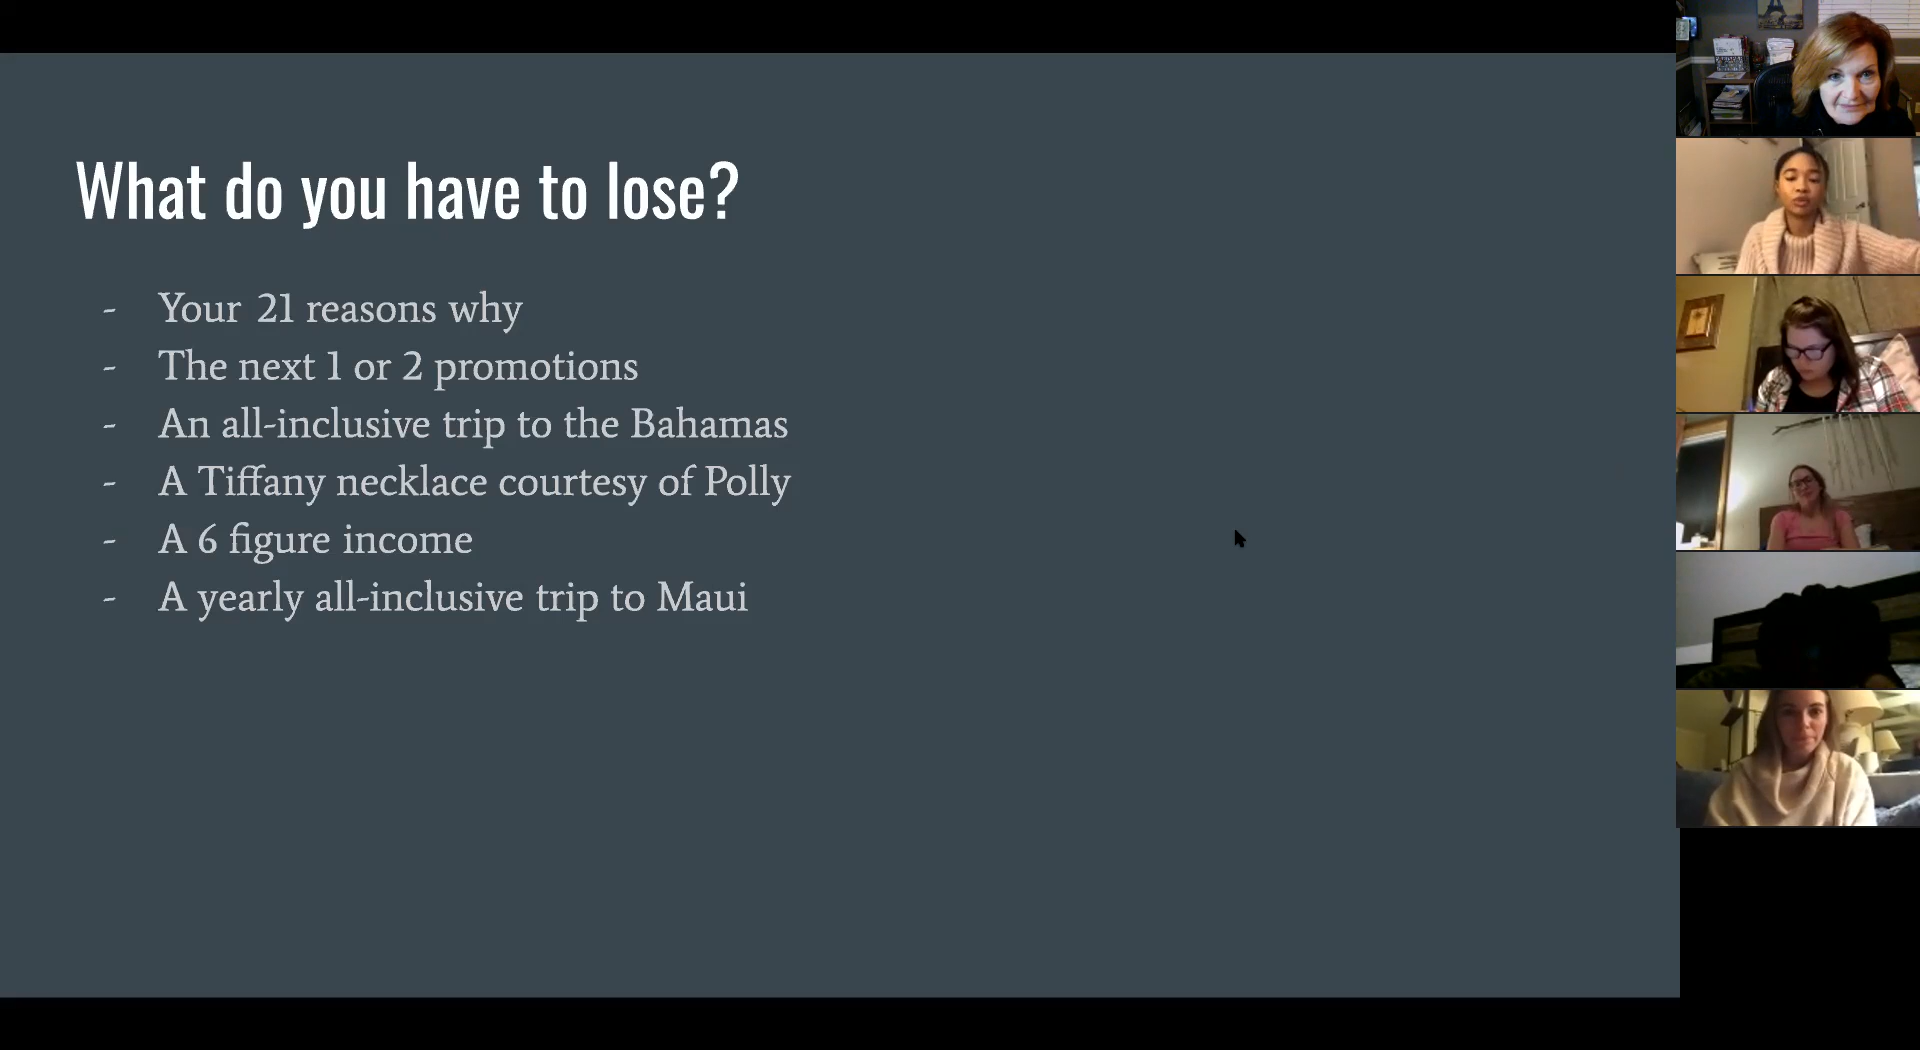 What do you have to lose?
- Your 21 reasons why
- The next 1 or 2 promotions
- An all-inclusive trip to the Bahamas
- A Tiffany necklace courtesy of Polly
- A 6 figure income
- A yearly all-inclusive trip to Maui